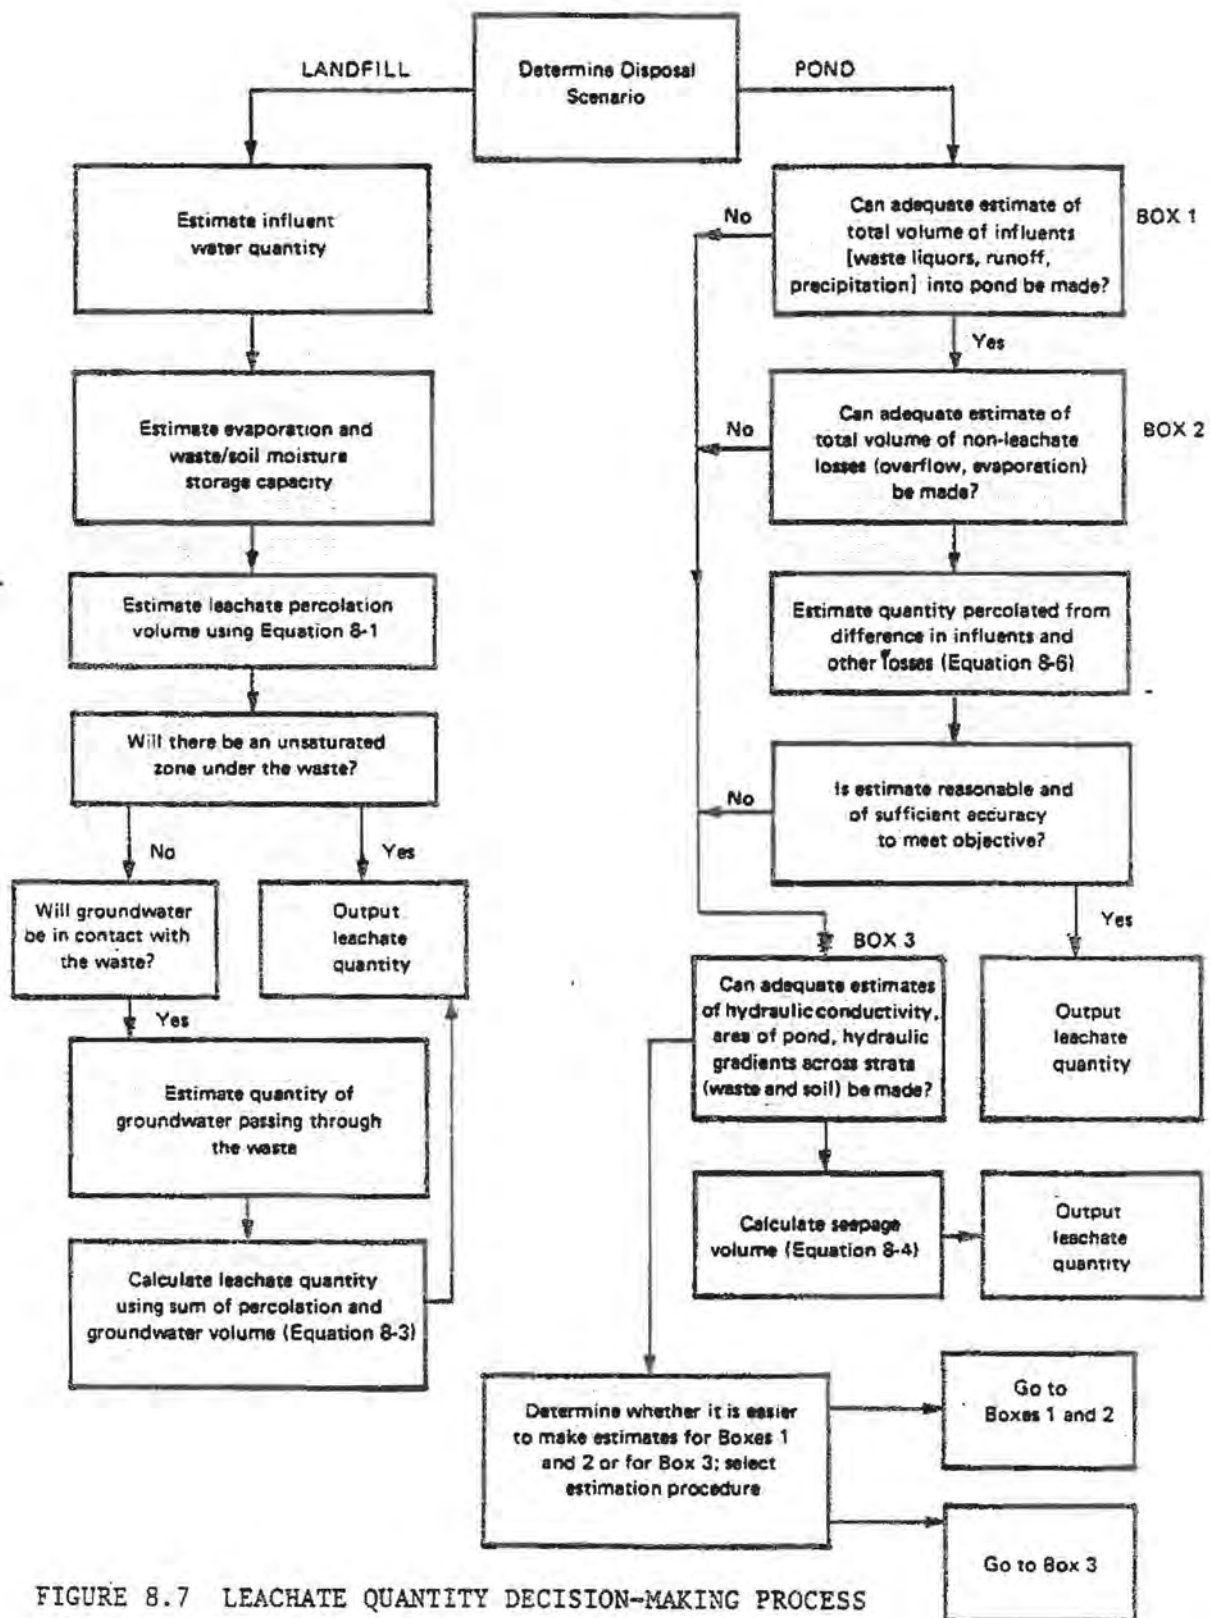 LANDFILL
Determine Disposal
Scenario
POND
Estimate influent
water quantity
Estimate evaporation and
waste/soil moisture
storage capacity
Estimate leachate percolation
volume using Equation 8-1
Will there be an unsaturated
zone under the waste?
No
Yes
Will groundwater
be in contact with
the waste?
Output
leachate
quantity
Yes
Estimate quantity of
groundwater passing through
the waste
Calculate leachate quantity
using sum of percolation and
groundwater volume (Equation 8-3)
No
Can adequate estimate of
total volume of influents
[waste liquors, runoff,
precipitation] into pond be made?
BOX 1
Yes
No
Can adequate estimate of
total volume of non-leachate
losses (overflow, evaporation)
be made?
BOX 2
Estimate quantity percolated from
difference in influents and
other losses (Equation 8-6)
No
Is estimate reasonable and
of sufficient accuracy
to meet objective?
Yes
BOX 3
Can adequate estimates
of hydraulic conductivity,
area of pond, hydraulic
gradients across strata
(waste and soil) be made?
Output
leachate
quantity
Calculate seepage
volume (Equation 8-4)
Output
leachate
quantity
Determine whether it is easier
to make estimates for Boxes 1
and 2 or for Box 3; select
estimation procedure
Go to
Boxes 1 and 2
Go to Box 3
FIGURE 8.7 LEACHATE QUANTITY DECISION-MAKING PROCESS